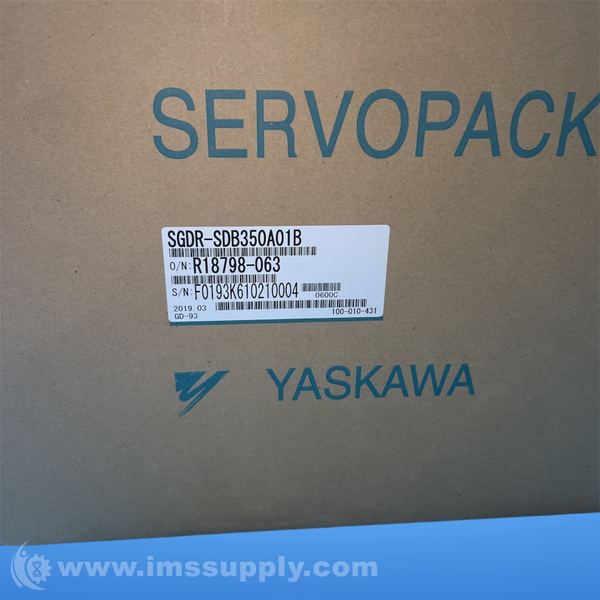 SERVOPACK
SGDR-SDB350A01B
O/N:R18798-063
S/N:F0193K610210004
0600C
2019.03
GD-93
100-010-431
YASKAWA
www.imssupply.com